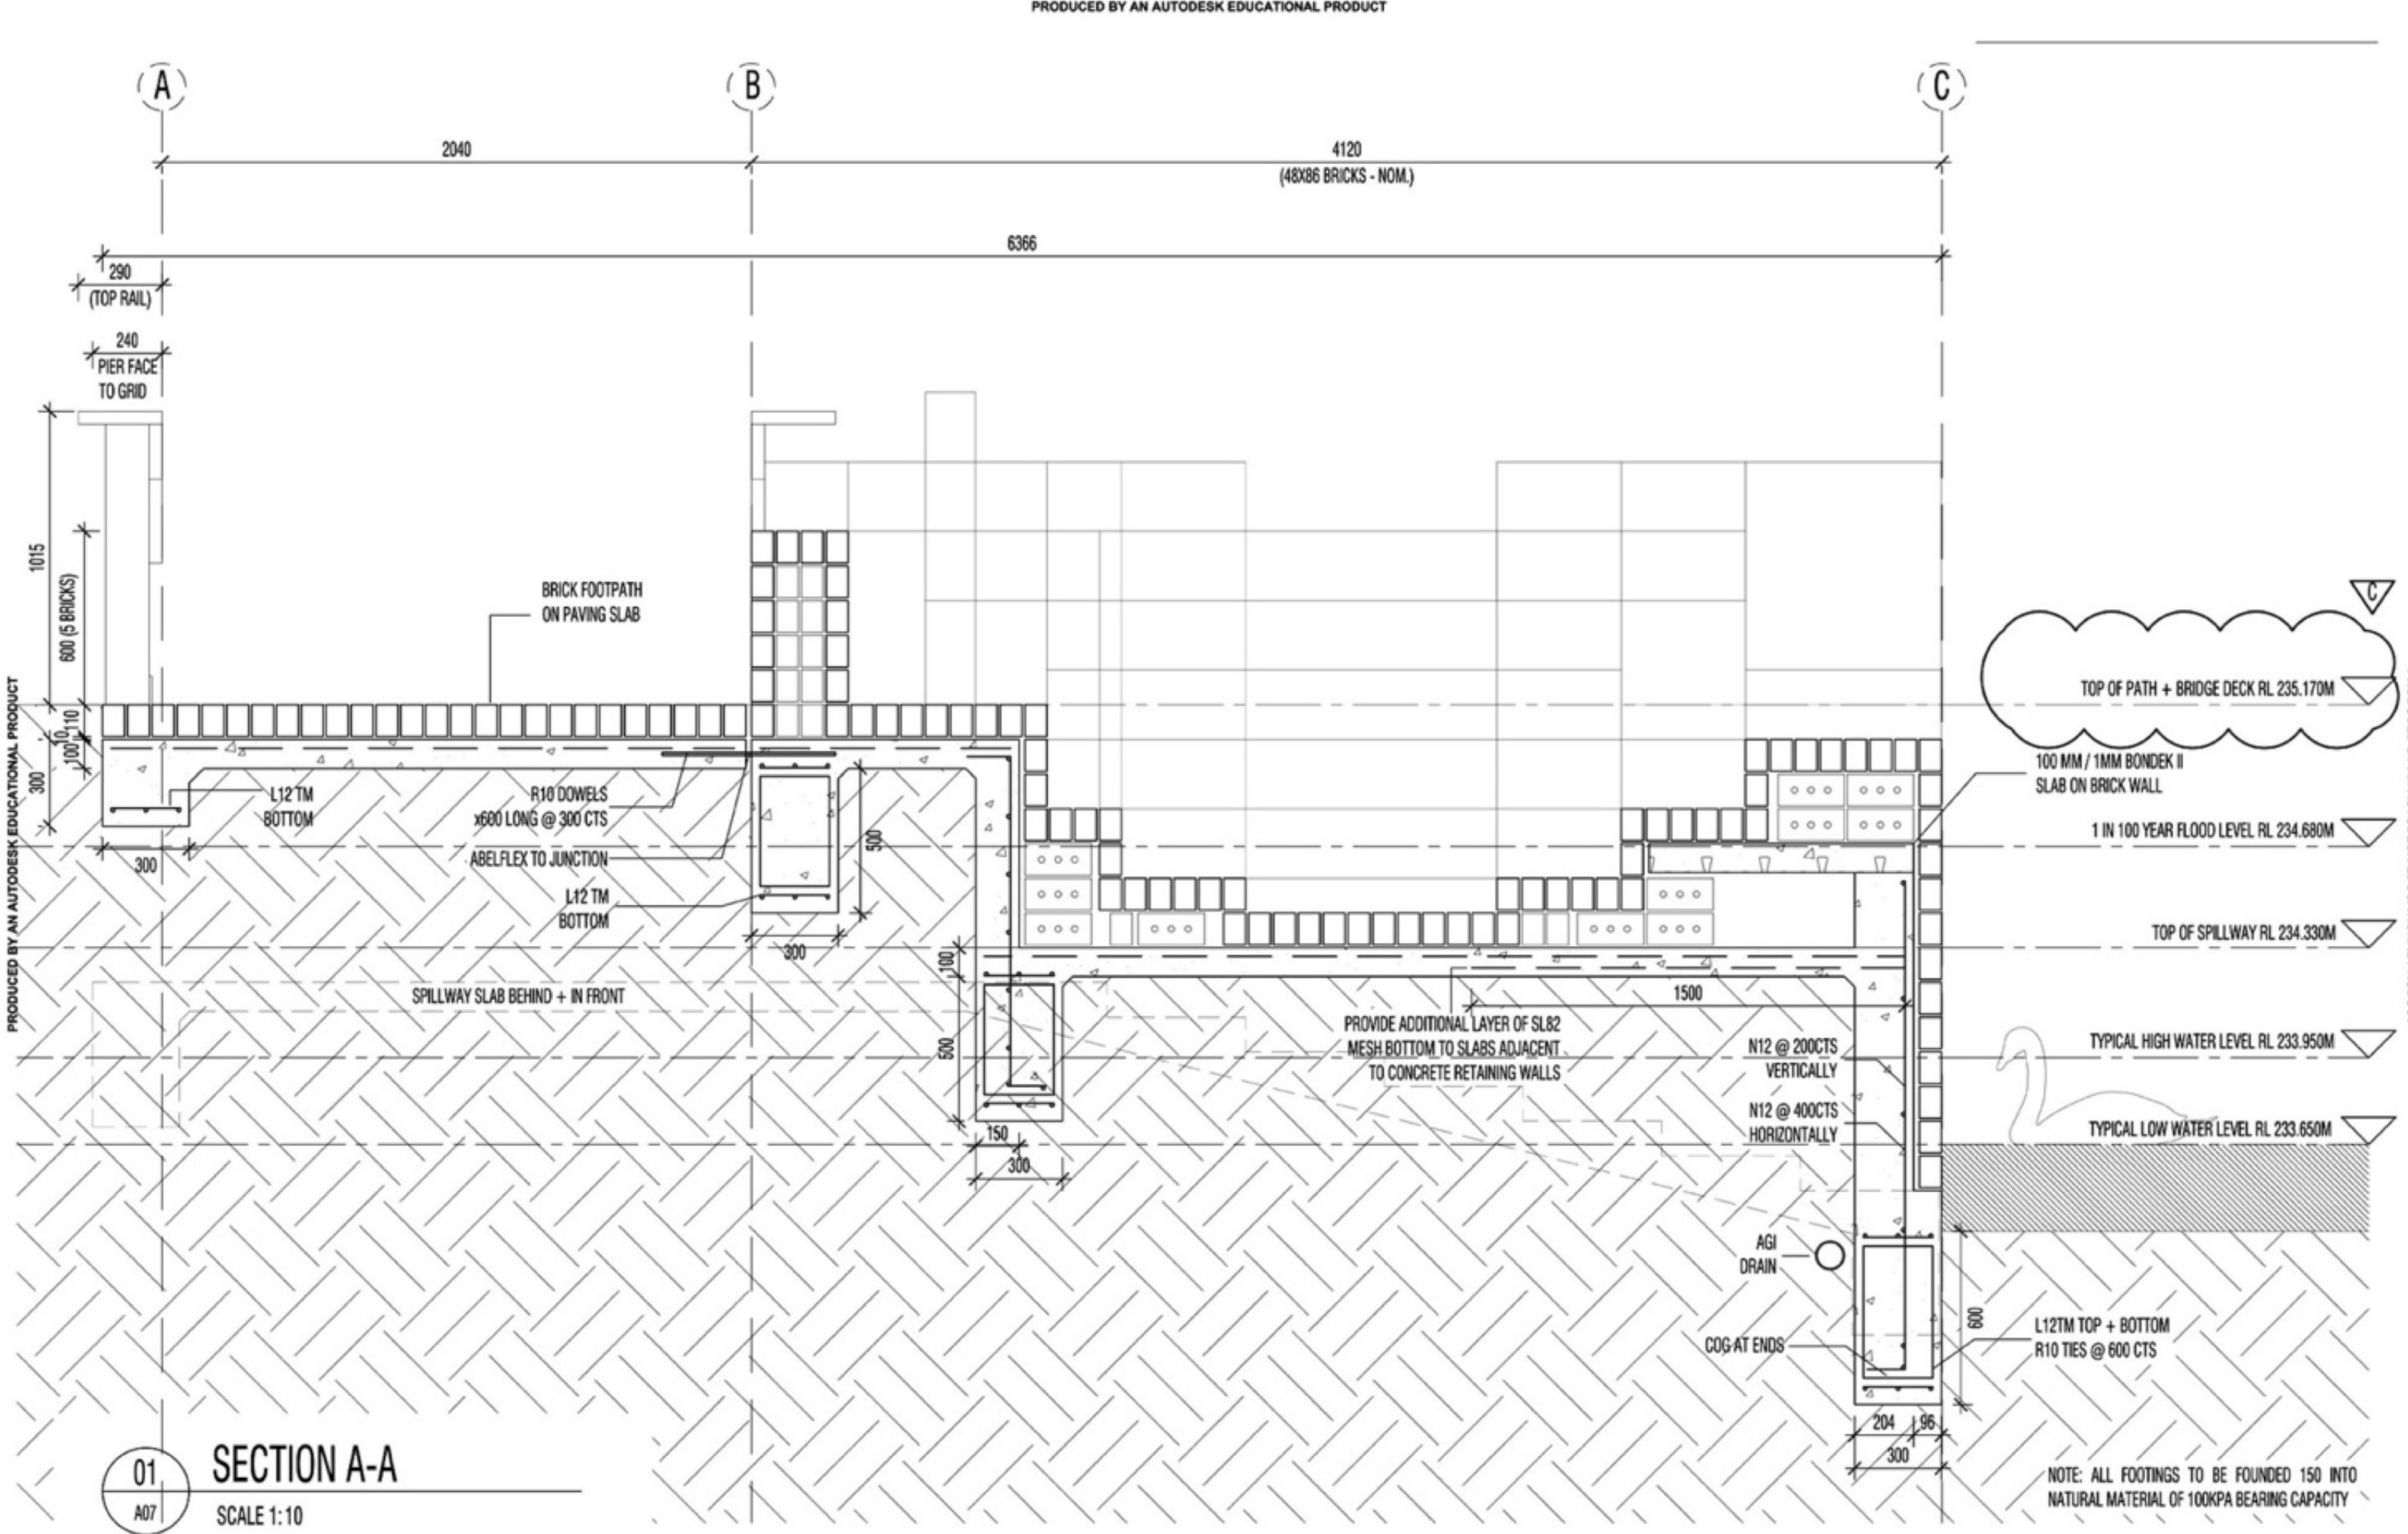 PRODUCED BY AN AUTODESK EDUCATIONAL PRODUCT
A
B
C
2040
4120
(48X86 BRICKS - NOM.)
6366
290
(TOP RAIL)
240
PIER FACE
TO GRID
1015
600 (5 BRICKS)
110
10
100
300
BRICK FOOTPATH
ON PAVING SLAB
C
TOP OF PATH + BRIDGE DECK RL 235.170M
100 MM / 1MM BONDEK II
SLAB ON BRICK WALL
1 IN 100 YEAR FLOOD LEVEL RL 234.680M
TOP OF SPILLWAY RL 234.330M
TYPICAL HIGH WATER LEVEL RL 233.950M
TYPICAL LOW WATER LEVEL RL 233.650M
L12 TM
BOTTOM
300
R10 DOWELS
x600 LONG @ 300 CTS
ABELFLEX TO JUNCTION
L12 TM
BOTTOM
500
300
SPILLWAY SLAB BEHIND + IN FRONT
100
500
150
300
1500
PROVIDE ADDITIONAL LAYER OF SL82
MESH BOTTOM TO SLABS ADJACENT
TO CONCRETE RETAINING WALLS
N12 @ 200CTS
VERTICALLY
N12 @ 400CTS
HORIZONTALLY
AGI
DRAIN
COG AT ENDS
600
L12TM TOP + BOTTOM
R10 TIES @ 600 CTS
204
96
300
PRODUCED BY AN AUTODESK EDUCATIONAL PRODUCT
01
A07
SECTION A-A
SCALE 1:10
NOTE: ALL FOOTINGS TO BE FOUNDED 150 INTO
NATURAL MATERIAL OF 100KPA BEARING CAPACITY